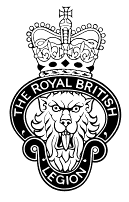 THE ROYAL BRITISH
· LEGION ·